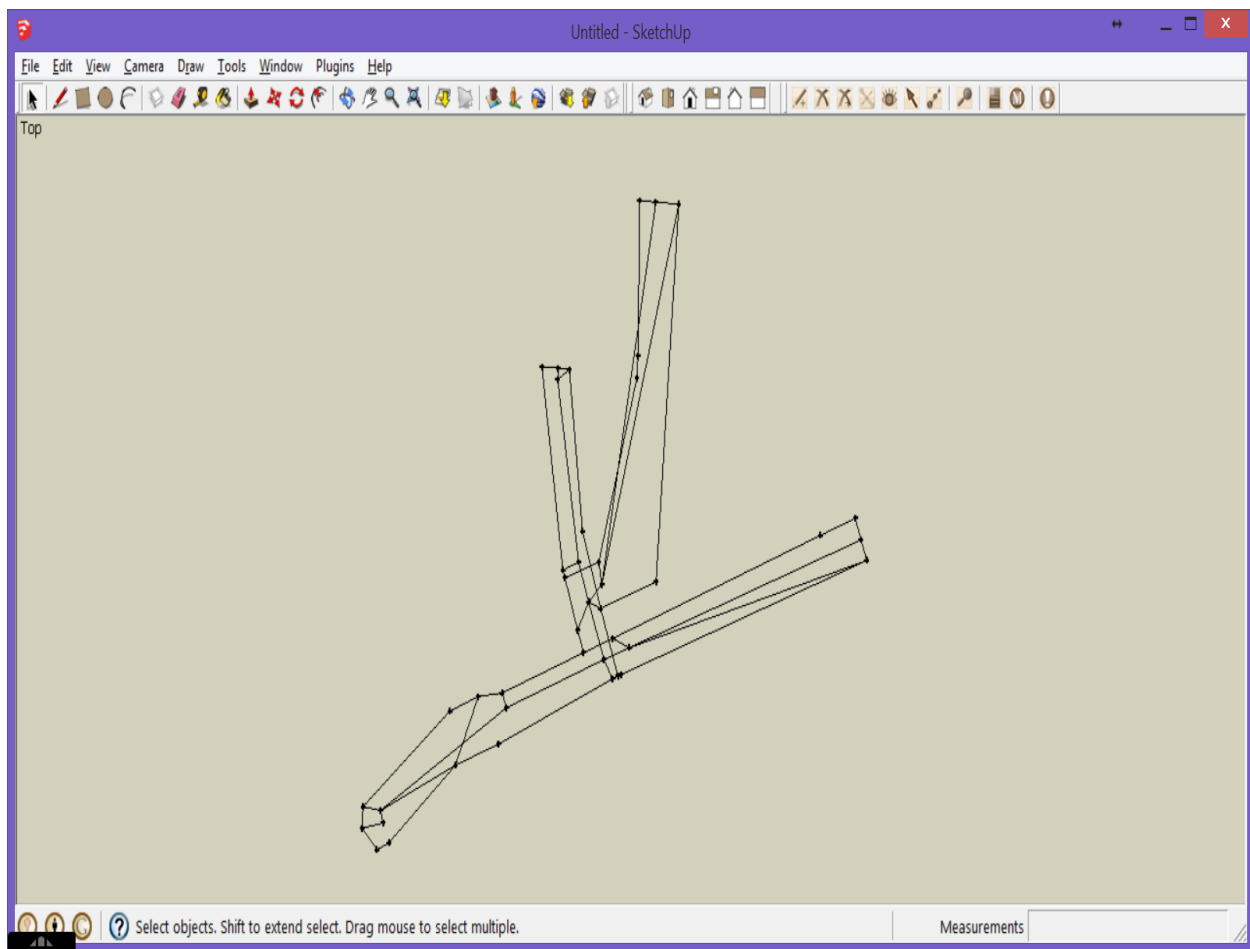 Untitled - SketchUp
X
File Edit View Camera Draw Tools Window Plugins Help
Top
Select objects. Shift to extend select. Drag mouse to select multiple. Measurements